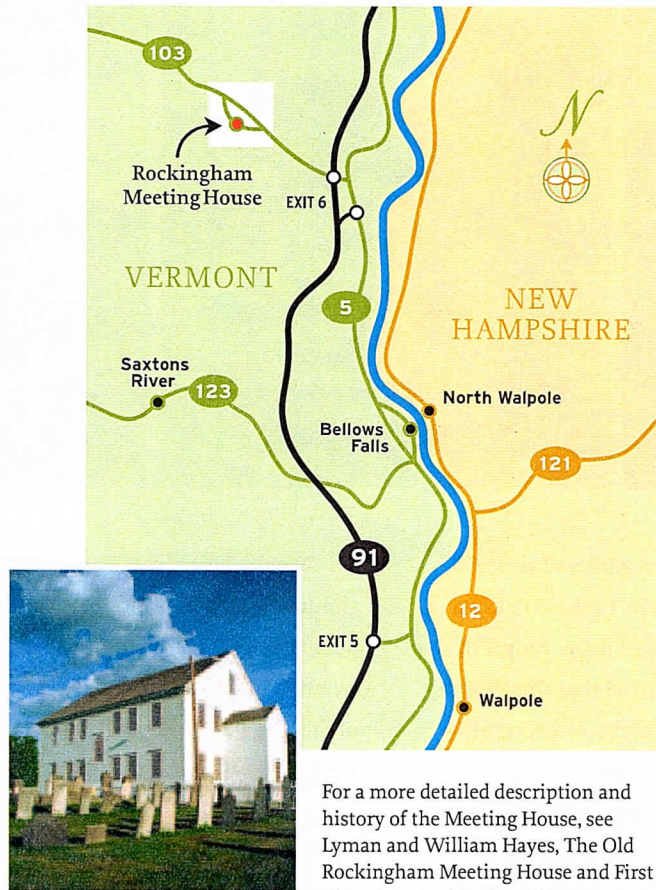 103
Rockingham
Meeting House
EXIT 6
N
VERMONT
5
NEW
HAMPSHIRE
Saxtons
River
123
North Walpole
Bellows
Falls
121
91
12
EXIT 5
Walpole
For a more detailed description and
history of the Meeting House, see
Lyman and William Hayes, The Old
Rockingham Meeting House and First